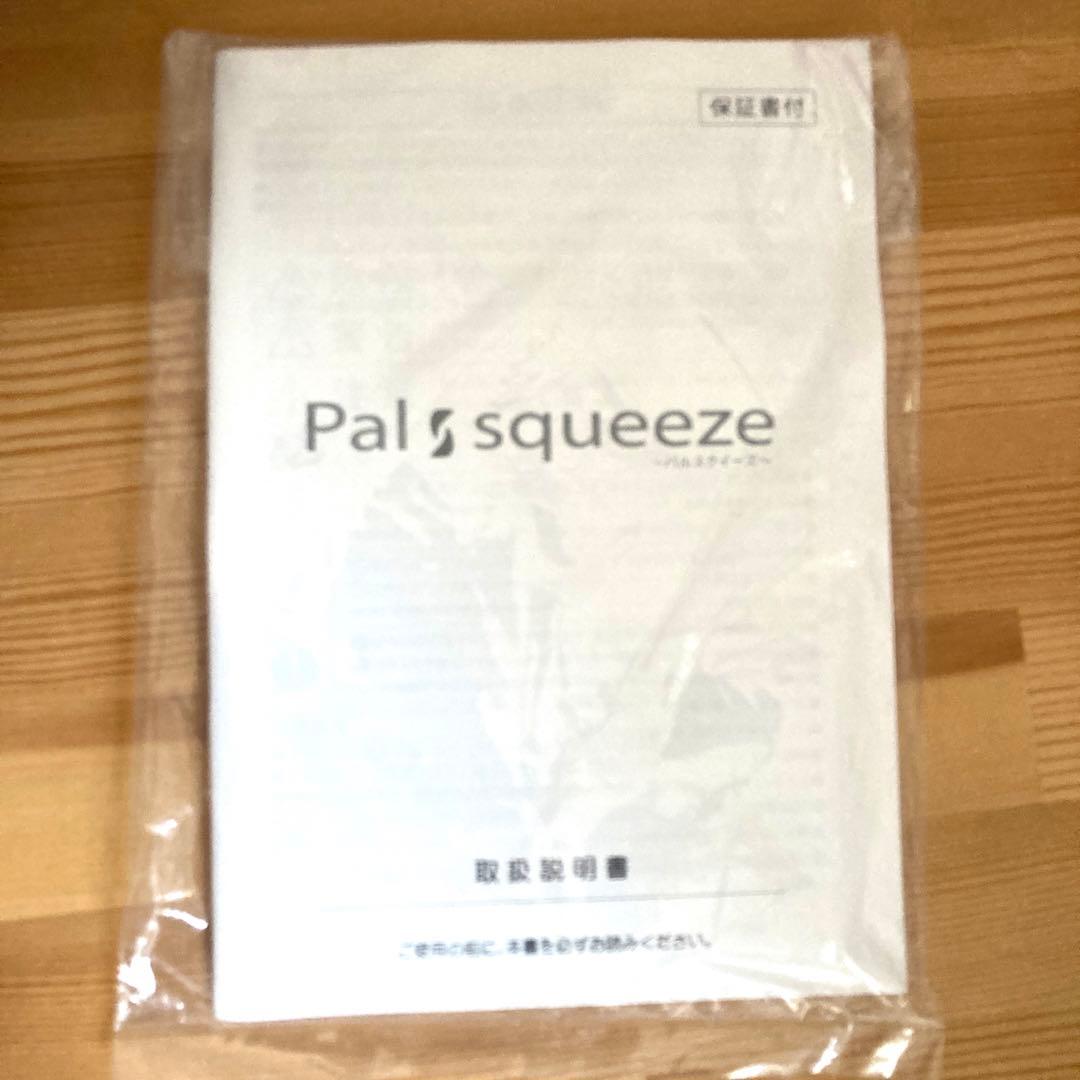 保証書付
Pal squeeze
~パルスクイーズ~
取扱説明書
ご使用の前に、本書を必ずお読みください。